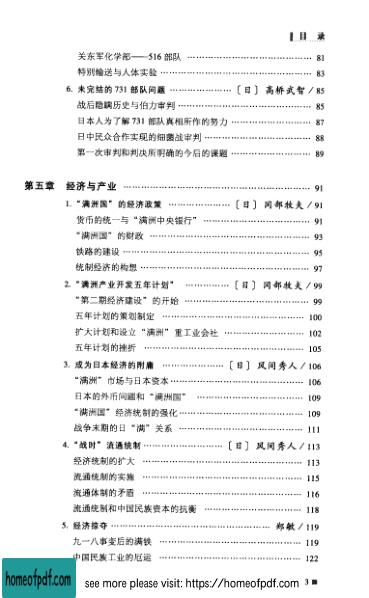 目 录
关东军化学部——516 部队 …… 81
特别输送与人体实验 …… 83
6. 未完结的 731 部队问题 …… 〔日〕高桥武智/85
战后隐瞒历史与伯力审判 …… 85
日本人为了解 731 部队真相所作的努力 …… 87
日中民众合作实现的细菌战审判 …… 88
第一次审判和判决所明确的今后的课题 …… 89
第五章 经济与产业 …… 91
1. “满洲国”的经济政策 …… 〔日〕冈部牧夫/91
货币的统一与“满洲中央银行” …… 91
“满洲国”的财政 …… 93
铁路的建设 …… 95
统制经济的构想 …… 97
2. “满洲产业开发五年计划” …… 〔日〕冈部牧夫/99
“第二期经济建设”的开始 …… 99
五年计划的策划制定 …… 100
扩大计划和设立“满洲”重工业会社 …… 102
五年计划的挫折 …… 105
3. 成为日本经济的附庸 …… 〔日〕风间秀人/106
“满洲”市场与日本资本 …… 106
日本的外币问题和“满洲国” …… 109
“满洲国”经济统制的强化 …… 109
战争末期的日“满”关系 …… 111
4. “战时”流通统制 …… 〔日〕风间秀人/113
经济统制的扩大 …… 113
流通统制的实施 …… 115
流通体制的矛盾 …… 116
流通统制和中国民族资本的抗衡 …… 118
5. 经济掠夺 …… 郑敏/119
九一八事变后的满铁 …… 119
中国民族工业的厄运 …… 122
homeofpdf.com
see more please visit: https://homeofpdf.com
3